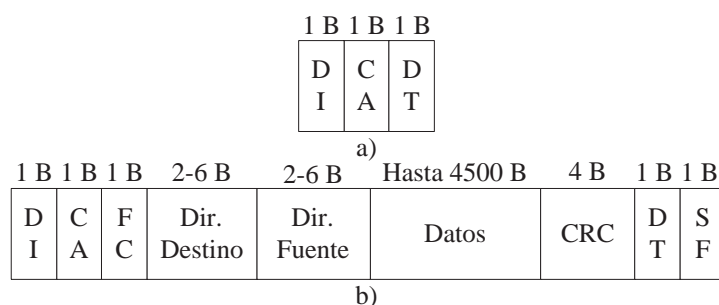 1 B 1 B 1 B
D C D
I A T
a)
1 B 1 B 1 B 2-6 B 2-6 B Hasta 4500 B 4 B 1 B 1 B
D C F Dir. Dir. Datos CRC D S
I A C Destino Fuente T F
b)